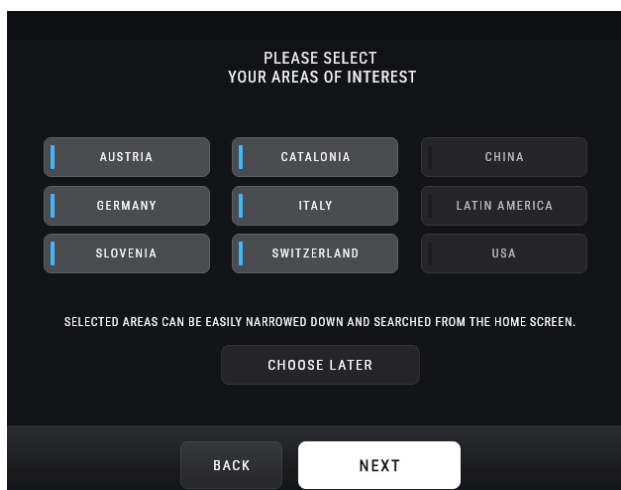 PLEASE SELECT
YOUR AREAS OF INTEREST
AUSTRIA
CATALONIA
CHINA
GERMANY
ITALY
LATIN AMERICA
SLOVENIA
SWITZERLAND
USA
SELECTED AREAS CAN BE EASILY NARROWED DOWN AND SEARCHED FROM THE HOME SCREEN.
CHOOSE LATER
BACK
NEXT